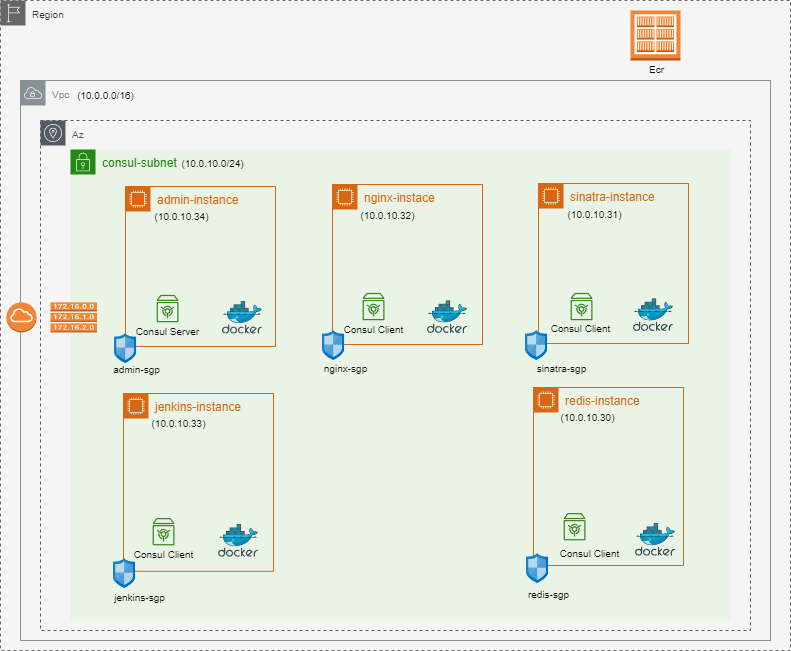 Region
Ecr
Vpc (10.0.0.0/16)
Az
consul-subnet (10.0.10.0/24)
admin-instance
(10.0.10.34)
nginx-instace
(10.0.10.32)
sinatra-instance
(10.0.10.31)
172.16.0.0
172.16.1.0
172.16.2.0
Consul Server
docker
Consul Client
docker
Consul Client
docker
admin-sgp
nginx-sgp
sinatra-sgp
jenkins-instance
(10.0.10.33)
redis-instance
(10.0.10.30)
Consul Client
docker
Consul Client
docker
jenkins-sgp
redis-sgp